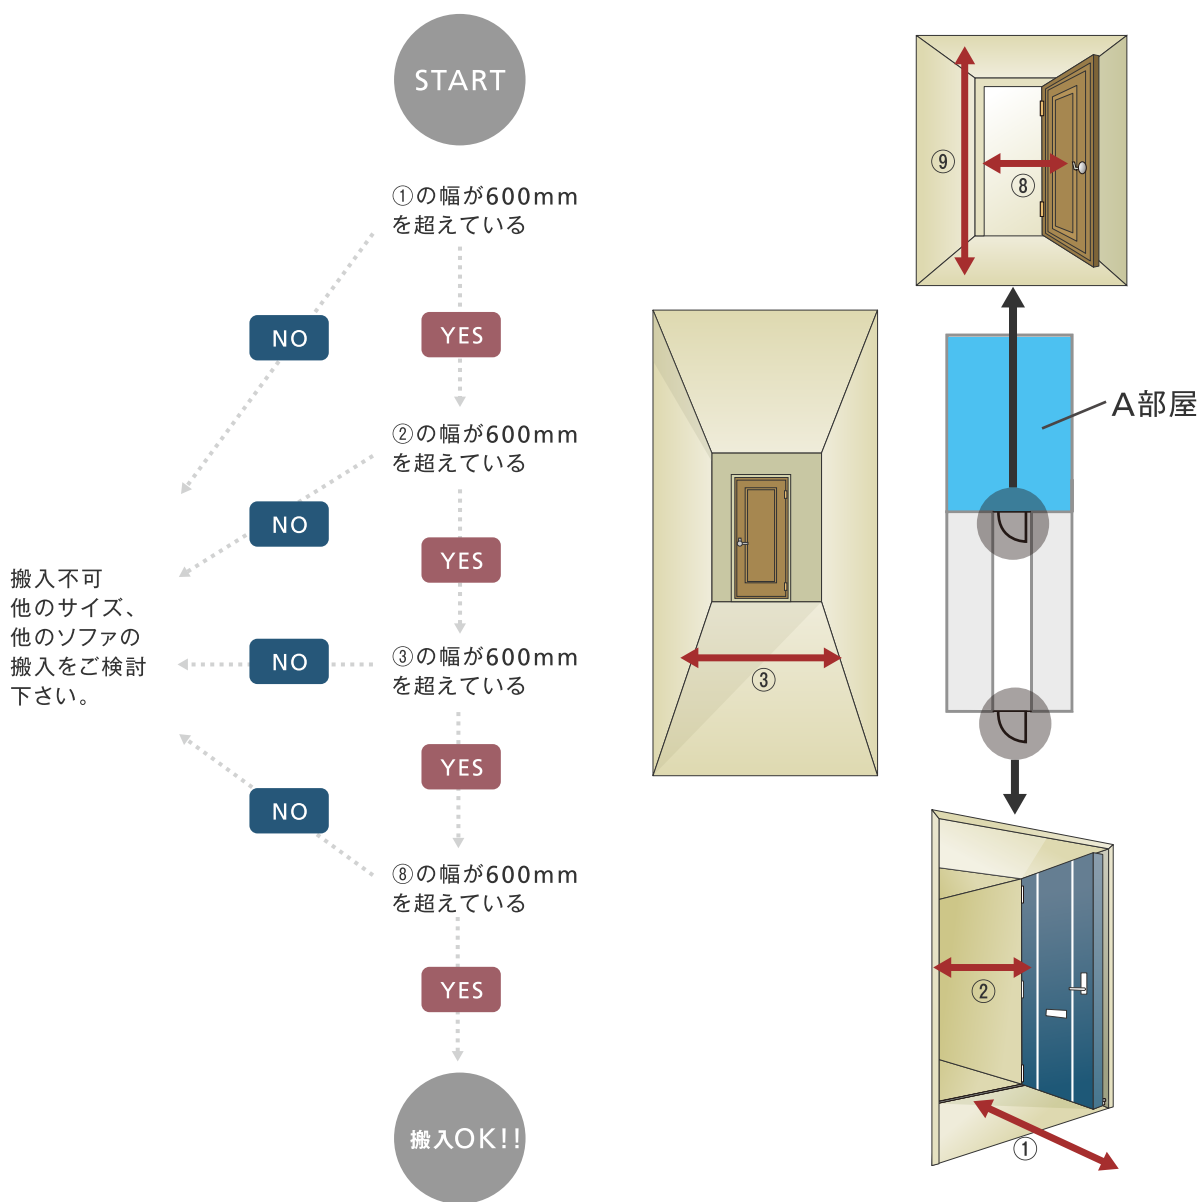 START
①の幅が600mm
を超えている
NO
YES
②の幅が600mm
を超えている
NO
YES
搬入不可
他のサイズ、
他のソファの
搬入をご検討
下さい。
③の幅が600mm
を超えている
NO
YES
⑧の幅が600mm
を超えている
NO
YES
搬入OK!!
③
⑨
⑧
A部屋
②
①